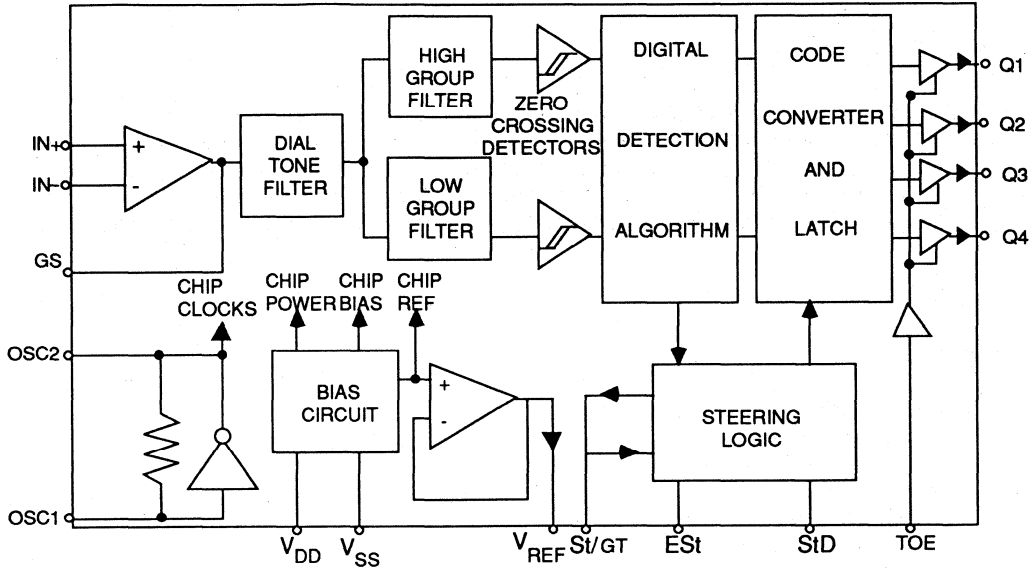 HIGH
GROUP
FILTER
DIGITAL
CODE
Q1
ZERO
CROSSING
DETECTORS
CONVERTER
Q2
IN+
+
DIAL
TONE
FILTER
DETECTION
AND
Q3
IN-
-
LOW
GROUP
FILTER
ALGORITHM
LATCH
Q4
GS
CHIP
CLOCKS
CHIP
POWER
CHIP
BIAS
CHIP
REF
OSC2
BIAS
CIRCUIT
+
-
STEERING
LOGIC
OSC1
VDD
VSS
VREF
St/GT
ESt
StD
TOE